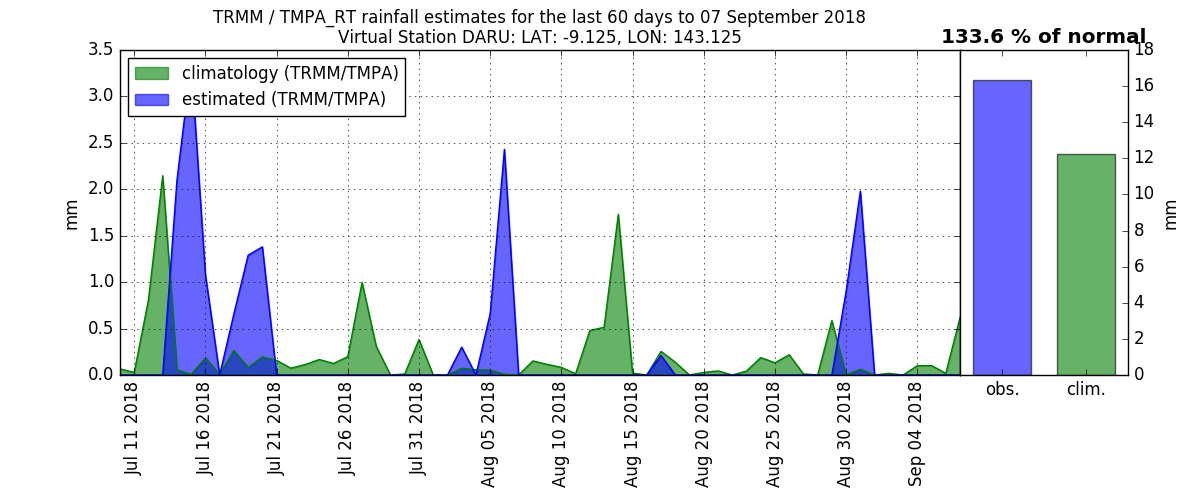 TRMM / TMPA_RT rainfall estimates for the last 60 days to 07 September 2018
Virtual Station DARU: LAT: -9.125, LON: 143.125
133.6 % of normal
climatology (TRMM/TMPA)
estimated (TRMM/TMPA)
mm
3.5
3.0
2.5
2.0
1.5
1.0
0.5
0.0
Jul 11 2018
Jul 16 2018
Jul 21 2018
Jul 26 2018
Jul 31 2018
Aug 05 2018
Aug 10 2018
Aug 15 2018
Aug 20 2018
Aug 25 2018
Aug 30 2018
Sep 04 2018
18
16
14
12
10
8
6
4
2
0
mm
obs.
clim.